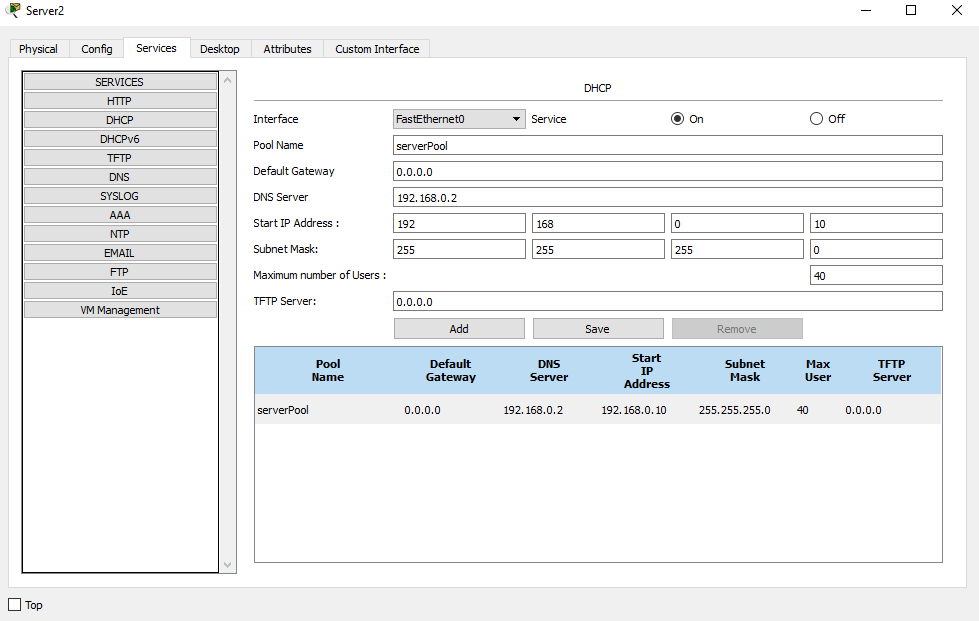 Server2
Physical Config Services Desktop Attributes Custom Interface
SERVICES
HTTP
DHCP
DHCPv6
TFTP
DNS
SYSLOG
AAA
NTP
EMAIL
FTP
IoE
VM Management
DHCP
Interface FastEthernet0 Service On Off
Pool Name serverPool
Default Gateway 0.0.0.0
DNS Server 192.168.0.2
Start IP Address : 192 168 0 10
Subnet Mask: 255 255 255 0
Maximum number of Users : 40
TFTP Server: 0.0.0.0
Add Save Remove
Pool Name Default Gateway DNS Server Start IP Address Subnet Mask Max User TFTP Server
serverPool 0.0.0.0 192.168.0.2 192.168.0.10 255.255.255.0 40 0.0.0.0
Top